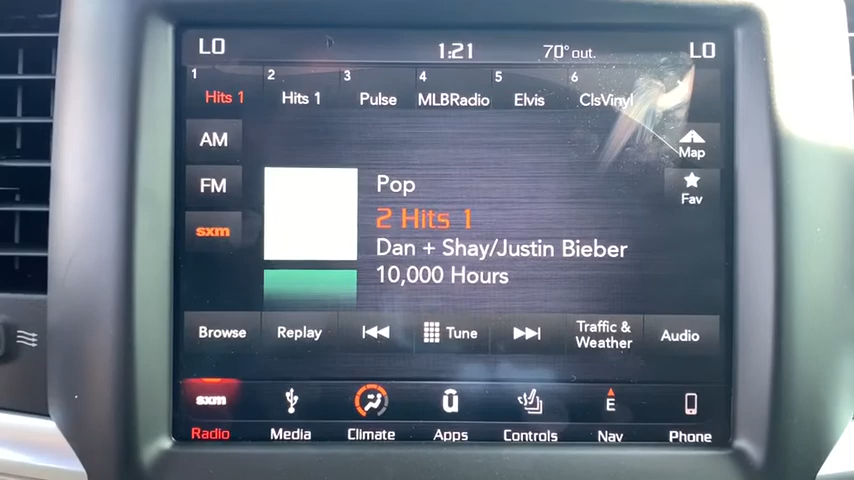 LO 1:21 70° out. LO
1 2 3 4 5 6
Hits 1 Hits 1 Pulse MLBRadio Elvis ClsVinyl
AM
Map
FM
Fav
sxm
Pop
2 Hits 1
Dan + Shay/Justin Bieber
10,000 Hours
Browse Replay Tune Traffic & Weather Audio
sxm E
Radio Media Climate Apps Controls Nav Phone